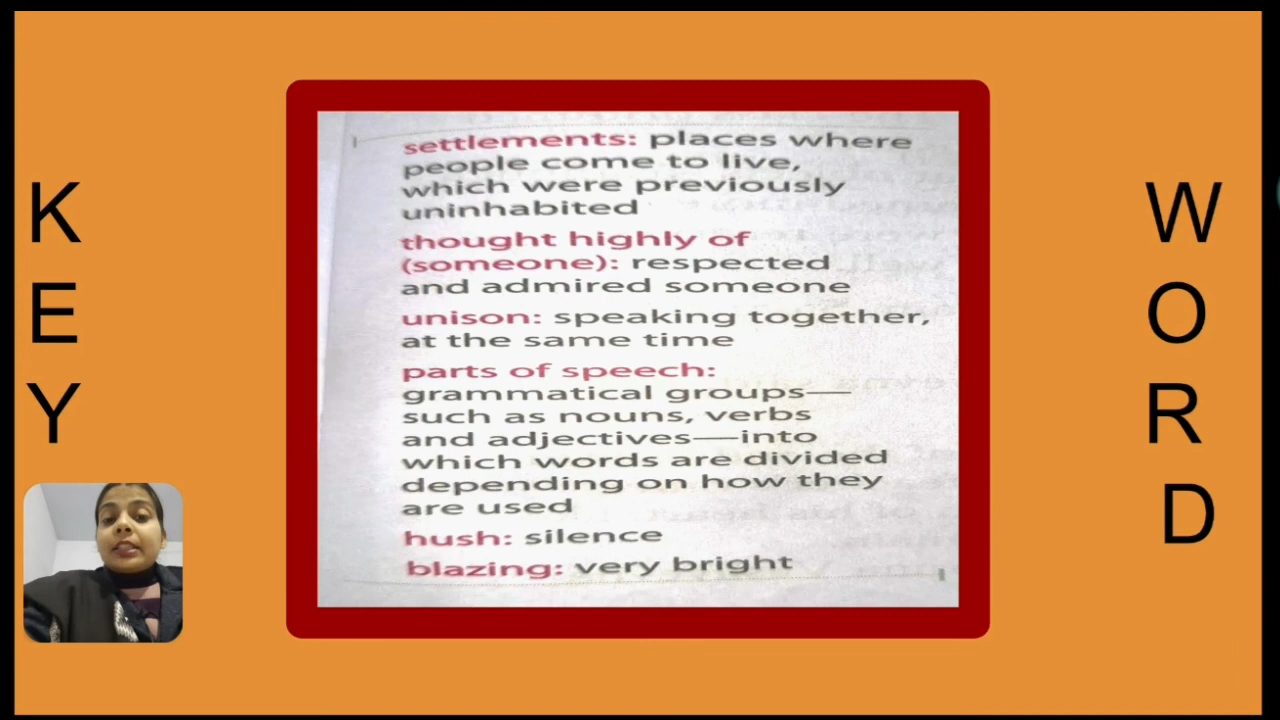 K
E
Y
settlements: places where
people come to live,
which were previously
uninhabited
thought highly of
(someone): respected
and admired someone
unison: speaking together,
at the same time
parts of speech:
grammatical groups—
such as nouns, verbs
and adjectives—into
which words are divided
depending on how they
are used
hush: silence
blazing: very bright
W
O
R
D